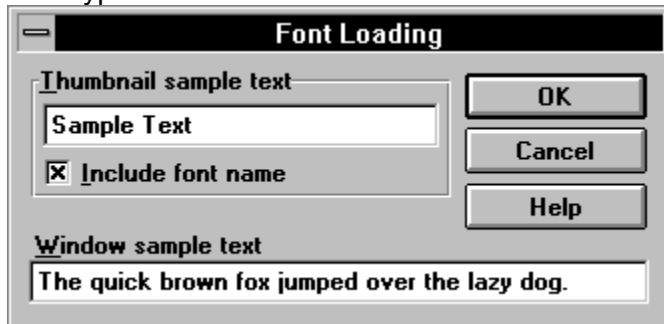 Font Loading
Thumbnail sample text
Sample Text
Include font name
OK
Cancel
Help
Window sample text
The quick brown fox jumped over the lazy dog.